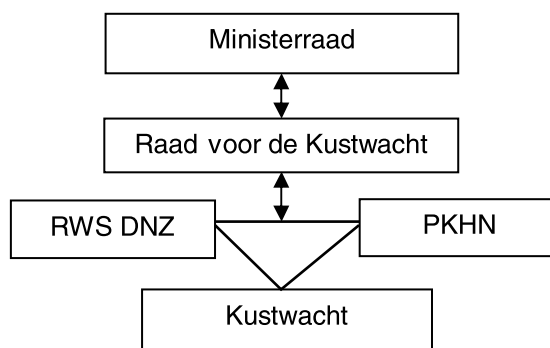 Ministerraad
Raad voor de Kustwacht
RWS DNZ
PKHN
Kustwacht